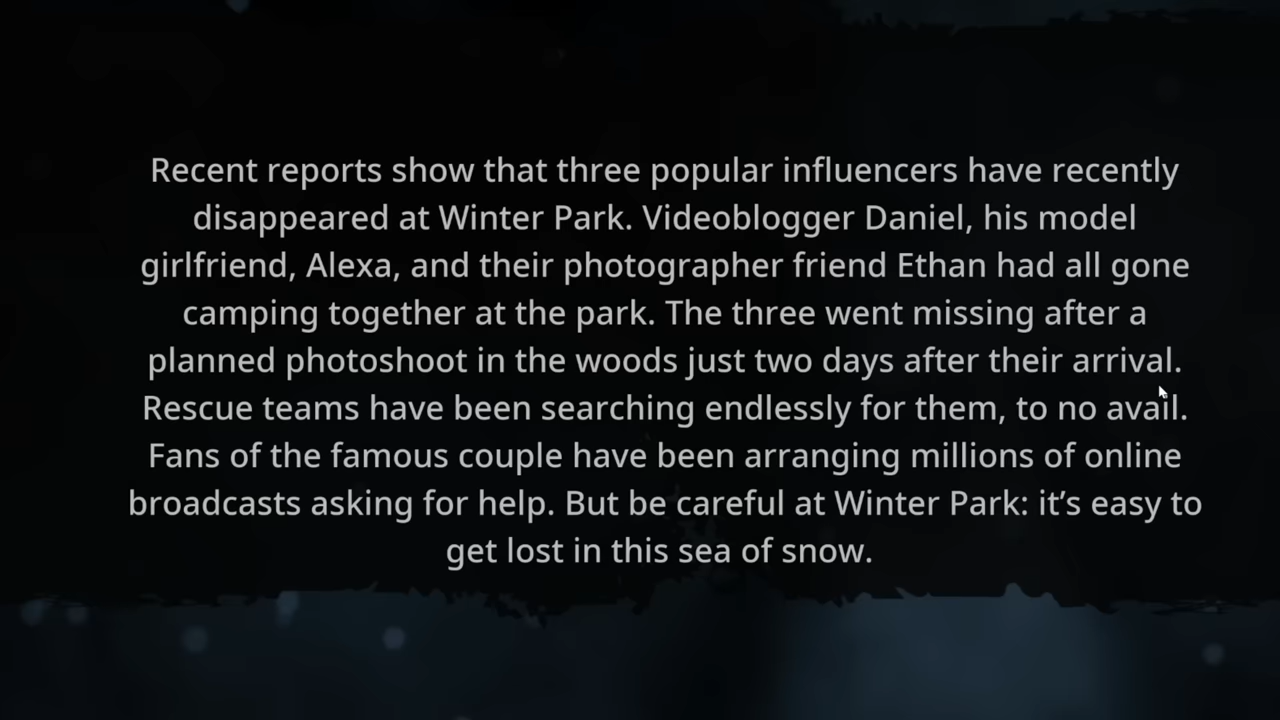 Recent reports show that three popular influencers have recently
disappeared at Winter Park. Videoblogger Daniel, his model
girlfriend, Alexa, and their photographer friend Ethan had all gone
camping together at the park. The three went missing after a
planned photoshoot in the woods just two days after their arrival.
Rescue teams have been searching endlessly for them, to no avail.
Fans of the famous couple have been arranging millions of online
broadcasts asking for help. But be careful at Winter Park: it’s easy to
get lost in this sea of snow.